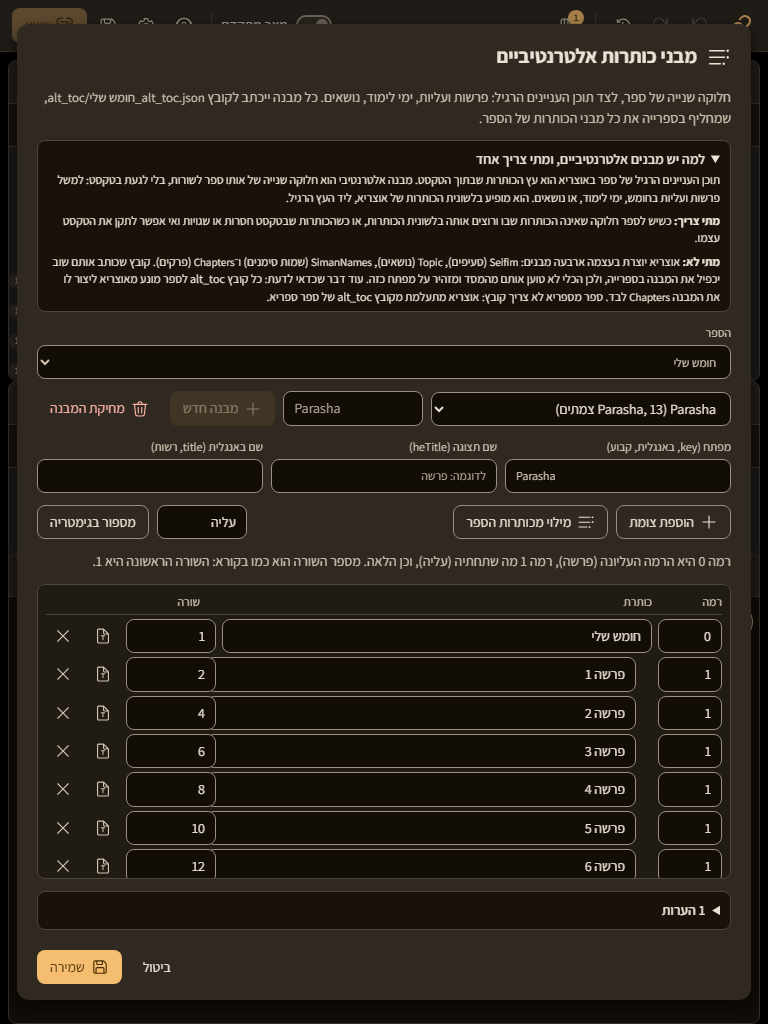 1
מבני כותרות אלטרנטיביים
חלוקה שנייה של ספר, לצד תוכן העניינים הרגיל: פרשות ועליות, ימי לימוד, נושאים. כל מבנה ייכתב לקובץ alt_toc/חומש שלי_alt_toc.json,
שמחליף בספרייה את כל מבני הכותרות של הספר.
▼ למה יש מבנים אלטרנטיביים, ומתי צריך אחד
תוכן העניינים הרגיל של ספר באוצריא הוא עץ הכותרות שבתוך הטקסט. מבנה אלטרנטיבי הוא חלוקה שנייה של אותו ספר לשורות, בלי לגעת בטקסט: למשל
פרשות ועליות בחומש, ימי לימוד, או נושאים. הוא מופיע בלשונית הכותרות של אוצריא, ליד העץ הרגיל.
מתי צריך: כשיש לספר חלוקה שאינה הכותרות שבו ורוצים אותה בלשונית הכותרות, או כשהכותרות שבטקסט חסרות או שגויות ואי אפשר לתקן את הטקסט
עצמו.
מתי לא: אוצריא יוצרת בעצמה ארבעה מבנים: Seifim (סעיפים), Topic (נושאים), SimanNames (שמות סימנים) ו־Chapters (פרקים). קובץ שכותב אותם שוב
יכפיל את המבנה בספרייה, ולכן הכלי לא טוען אותם מהמסד ומזהיר על מפתח כזה. עוד דבר שכדאי לדעת: כל קובץ alt_toc לספר מונע מאוצריא ליצור לו
את המבנה Chapters לבד. ספר מספריא לא צריך קובץ: אוצריא מתעלמת מקובץ alt_toc של ספר ספריא.
הספר
חומש שלי
Parasha (Parasha, 13 צמתים)
Parasha
מבנה חדש
מחיקת המבנה
מפתח (key, באנגלית, קבוע)
שם תצוגה (heTitle)
שם באנגלית (title, רשות)
Parasha
לדוגמה: פרשה
הוספת צומת
מילוי מכותרות הספר
עליה
מספור בגימטריה
רמה 0 היא הרמה העליונה (פרשה), רמה 1 מה שתחתיה (עליה), וכן הלאה. מספר השורה הוא כמו בקורא: השורה הראשונה היא 1.
רמה כותרת שורה
0 חומש שלי 1
1 פרשה 1 2
1 פרשה 2 4
1 פרשה 3 6
1 פרשה 4 8
1 פרשה 5 10
1 פרשה 6 12
◀ 1 הערות
ביטול
שמירה